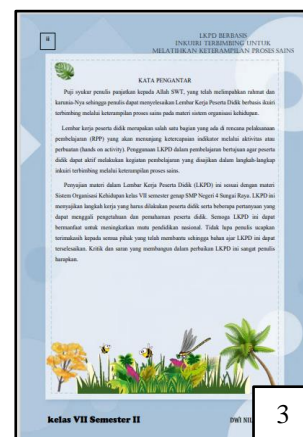 ii
LKPD BERBASIS
INKUIRI TERBIMBING UNTUK
MELATIHKAN KETERAMPILAN PROSES SAINS
KATA PENGANTAR
Puji syukur penulis panjatkan kepada Allah SWT, yang telah melimpahkan rahmat dan
karunia-Nya sehingga penulis dapat menyelesaikan Lembar Kerja Peserta Didik berbasis ikuiri
terbimbing melalui keterampilan proses sains pada materi sistem organisasi kehidupan.
Lembar kerja peserta didik merupakan salah satu bagian yang ada di rencana pelaksanaan
pembelajaran (RPP) yang akan menunjang ketercapaian indikator melalui aktivitas atau
perbuatan (hands on activity). Penggunaan LKPD dalam pembelajaran bertujuan agar peserta
didik dapat aktif melakukan kegiatan pembelajaran yang disajikan dalam langkah-langkap
inkuiri terbimbing melalui keterampilan proses sains.
Penyajian materi dalam Lembar Kerja Peserta Didik (LKPD) ini sesuai dengan materi
Sistem Organisasi Kehidupan kelas VII semester genap SMP Negeri 4 Sungai Raya. LKPD ini
menyajikan langkah kerja yang harus dilakukan peserta didik serta beberapa pertanyaan yang
dapat menggali pengetahuan dan pemahaman peserta didik. Semoga LKPD ini dapat
bermanfaat untuk meningkatkan mutu pendidikan nasional. Tidak lupa penulis ucapkan
terimakasih kepada semua pihak yang telah membantu sehingga bahan ajar LKPD ini dapat
terselesaikan. Kritik dan saran yang membangun dalam perbaikan LKPD ini sangat penulis
harapkan.
kelas VII Semester II
DWI
3